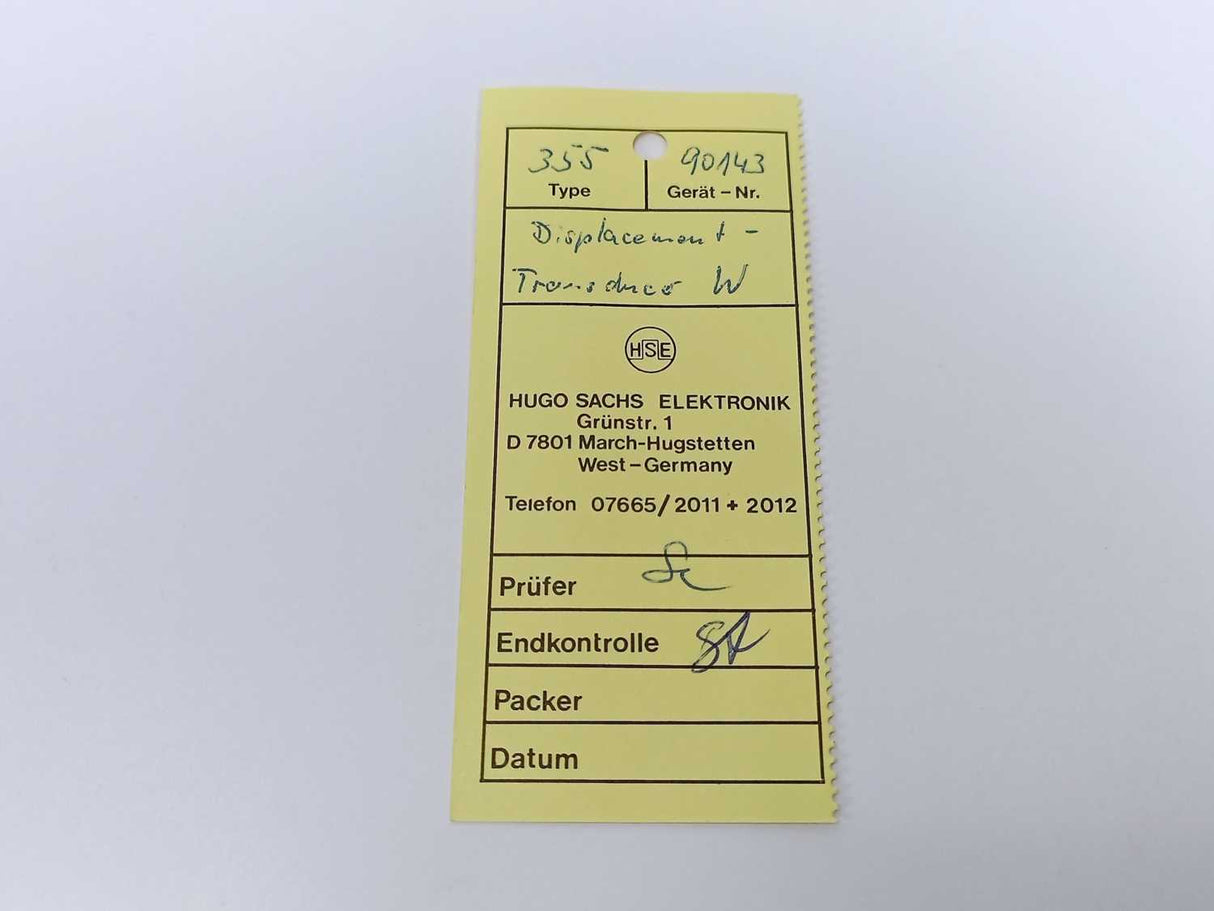 355 90143
Type Gerät – Nr.
Displacement -
Transducer W
HSE
HUGO SACHS ELEKTRONIK
Grünstr. 1
D 7801 March-Hugstetten
West – Germany
Telefon 07665/2011 + 2012
Prüfer
Endkontrolle
Packer
Datum